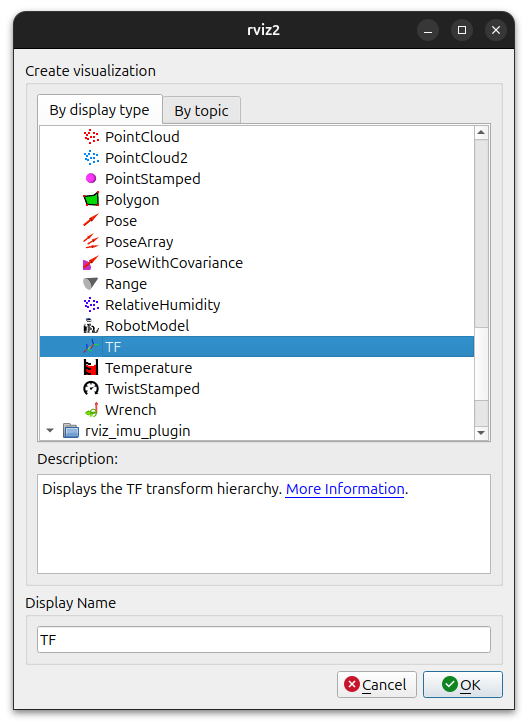 rviz2
Create visualization
By display type
By topic
PointCloud
PointCloud2
PointStamped
Polygon
Pose
PoseArray
PoseWithCovariance
Range
RelativeHumidity
RobotModel
TF
Temperature
TwistStamped
Wrench
rviz_imu_plugin
Description:
Displays the TF transform hierarchy. More Information.
Display Name
TF
Cancel
OK